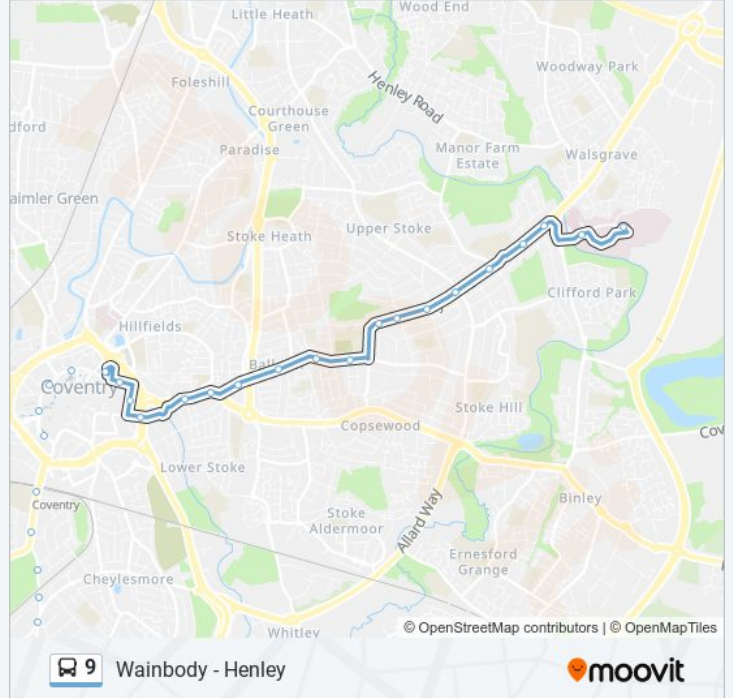 Wood End
Little Heath
Woodway Park
Foleshill
Henley Road
Courthouse
Green
dford
Manor Farm
Estate
Paradise
Walsgrave
aimler Green
Upper Stoke
Stoke Heath
Clifford Park
Hillfields
Ball
Coventry
Stoke Hill
Copsewood
Cov
Lower Stoke
Coventry
Binley
Stoke
Aldermoor
Allard Way
Ernesford
Grange
Cheylesmore
Whitley
© OpenStreetMap contributors | © OpenMapTiles
9 Wainbody - Henley
moovit